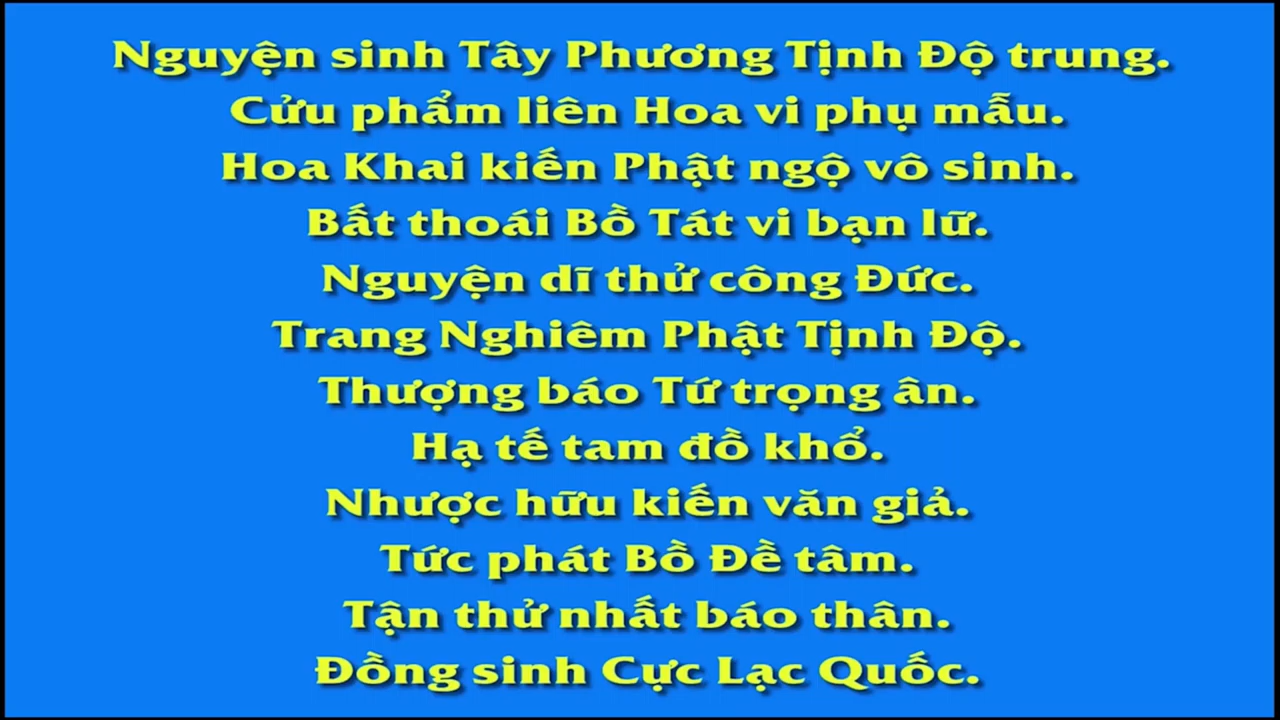 Nguyện sinh Tây Phương Tịnh Độ trung.
Cửu phẩm liên Hoa vi phụ mẫu.
Hoa Khai kiến Phật ngộ vô sinh.
Bất thoái Bồ Tát vi bạn lữ.
Nguyện dĩ thử công Đức.
Trang Nghiêm Phật Tịnh Độ.
Thượng báo Tứ trọng ân.
Hạ tế tam đồ khổ.
Nhược hữu kiến văn giả.
Tức phát Bồ Đề tâm.
Tận thử nhất báo thân.
Đồng sinh Cực Lạc Quốc.